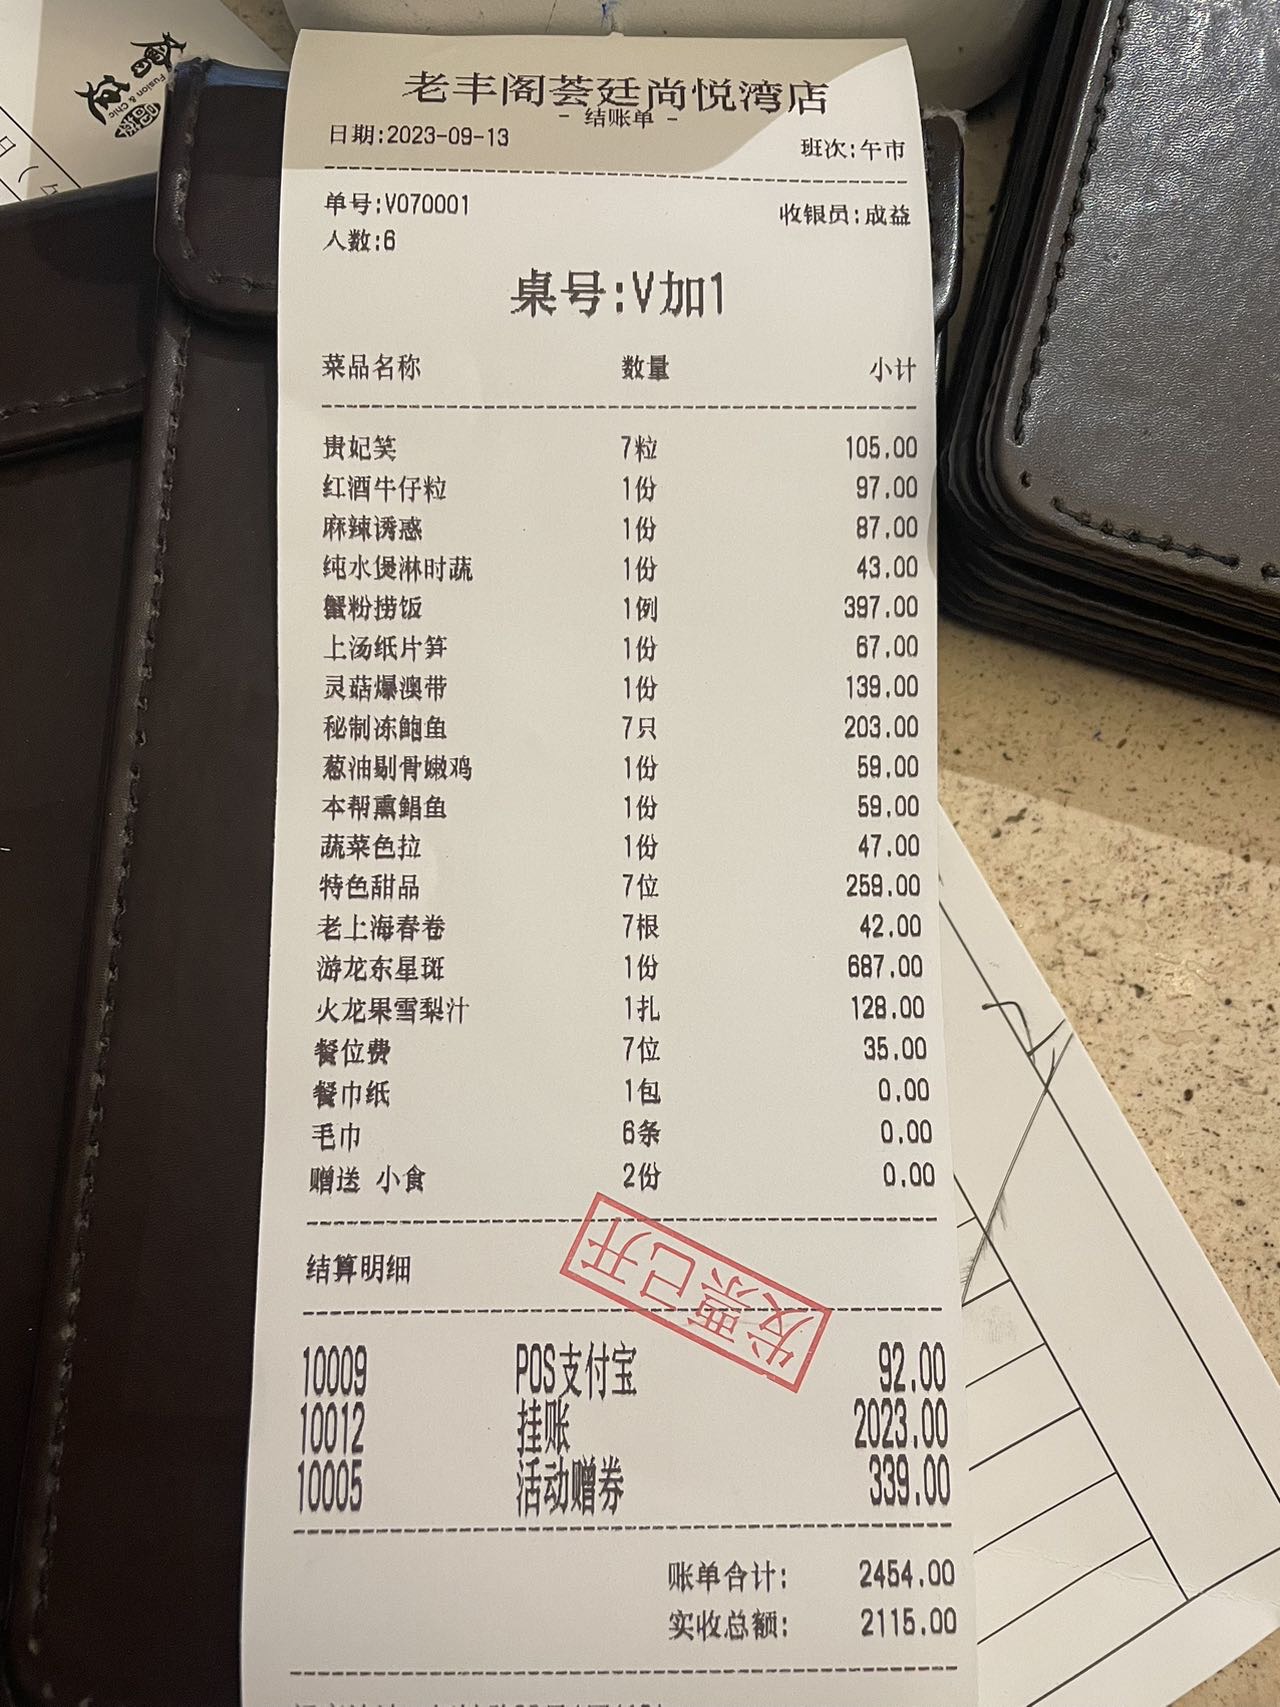 Fusion & Chic
老丰阁荟廷尚悦湾店
- 结账单 -
日期:2023-09-13 班次:午市
单号:V070001 收银员:成益
人数:6
桌号:V加1
菜品名称 数量 小计
贵妃笑 7粒 105.00
红酒牛仔粒 1份 97.00
麻辣诱惑 1份 87.00
纯水煲淋时蔬 1份 43.00
蟹粉捞饭 1例 397.00
上汤纸片笋 1份 67.00
灵菇爆澳带 1份 139.00
秘制冻鲍鱼 7只 203.00
葱油剔骨嫩鸡 1份 59.00
本帮熏鲳鱼 1份 59.00
蔬菜色拉 1份 47.00
特色甜品 7位 259.00
老上海春卷 7根 42.00
游龙东星斑 1份 687.00
火龙果雪梨汁 1扎 128.00
餐位费 7位 35.00
餐巾纸 1包 0.00
毛巾 6条 0.00
赠送 小食 2份 0.00
发票已开
结算明细
10009 POS支付宝 92.00
10012 挂账 2023.00
10005 活动赠券 339.00
账单合计: 2454.00
实收总额: 2115.00